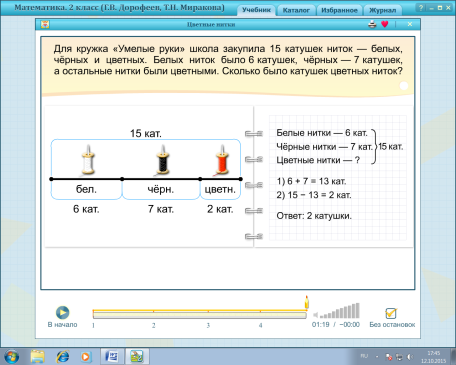 Математика. 2 класс (Г.В. Дорофеев, Т.Н. Миракова)
Учебник
Каталог
Избранное
Журнал
Цветные нитки
Для кружка «Умелые руки» школа закупила 15 катушек ниток — белых,
чёрных и цветных. Белых ниток было 6 катушек, чёрных — 7 катушек,
а остальные нитки были цветными. Сколько было катушек цветных ниток?
15 кат.
бел. чёрн. цветн.
6 кат. 7 кат. 2 кат.
Белые нитки — 6 кат.
Чёрные нитки — 7 кат. 15 кат.
Цветные нитки — ?
1) 6 + 7 = 13 кат.
2) 15 − 13 = 2 кат.
Ответ: 2 катушки.
В начало
1 2 3 4
01:19 / −00:00
Без остановок
RU
17:45
12.10.2015